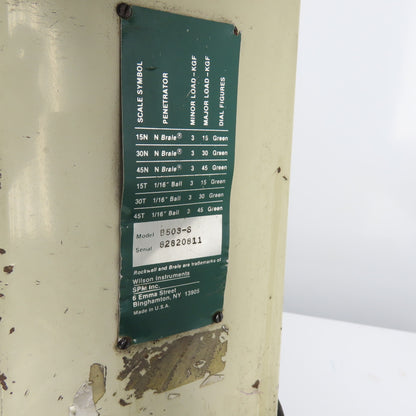 SCALE SYMBOL PENETRATOR MINOR LOAD-KGF MAJOR LOAD-KGF DIAL FIGURES
15N N Brale® 3 15 Green
30N N Brale® 3 30 Green
45N N Brale® 3 45 Green
15T 1/16" Ball 3 15 Green
30T 1/16" Ball 3 30 Green
45T 1/16" Ball 3 45 Green
Model B503-S
Serial 82820811
Rockwell and Brale are trademarks of
Wilson Instruments
SPM Inc.
6 Emma Street
Binghamton, NY 13905
Made in U.S.A.